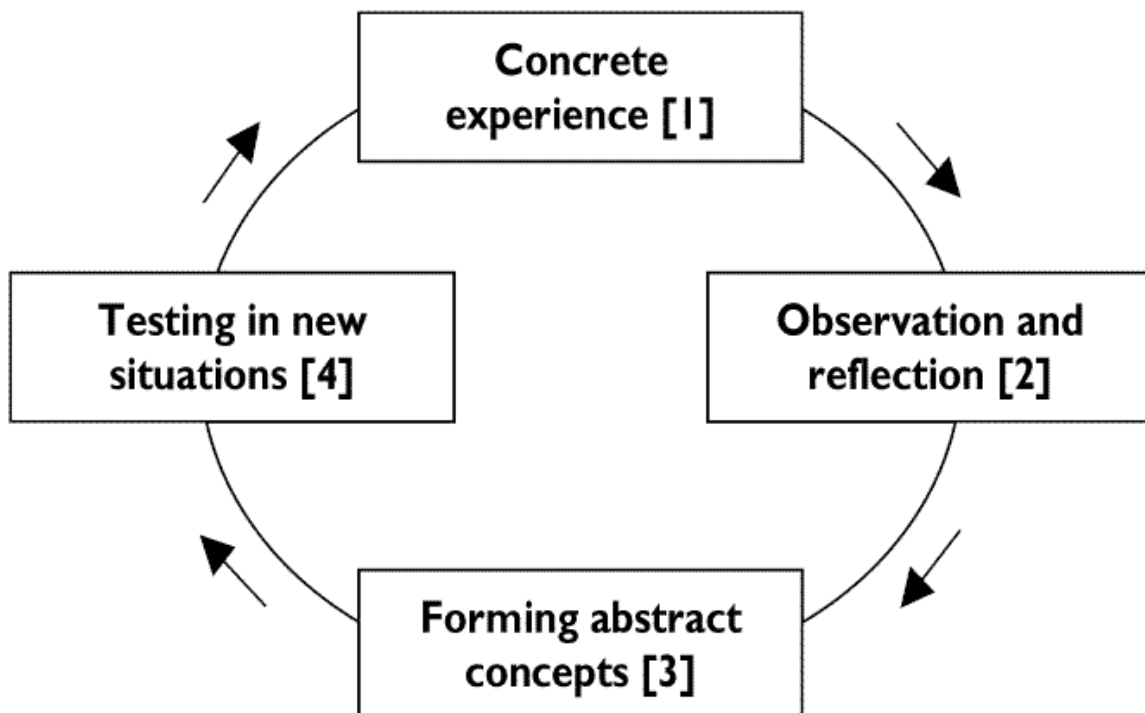 Concrete
experience [1]
Observation and
reflection [2]
Forming abstract
concepts [3]
Testing in new
situations [4]